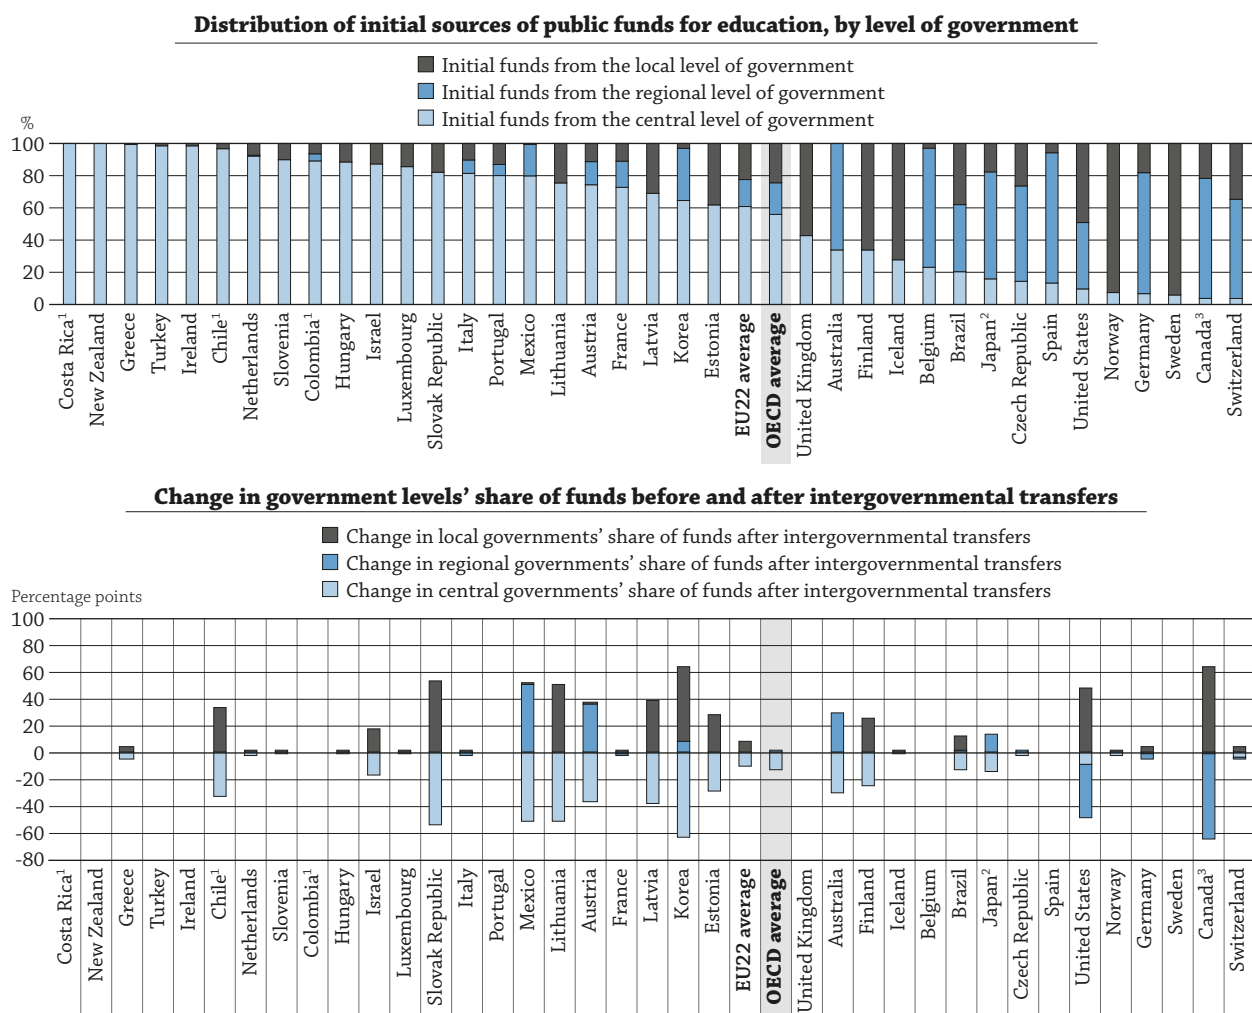 Distribution of initial sources of public funds for education, by level of government
Initial funds from the local level of government
Initial funds from the regional level of government
Initial funds from the central level of government
%
100
80
60
40
20
0
Costa Rica¹
New Zealand
Greece
Turkey
Ireland
Chile¹
Netherlands
Slovenia
Colombia¹
Hungary
Israel
Luxembourg
Slovak Republic
Italy
Portugal
Mexico
Lithuania
Austria
France
Latvia
Korea
Estonia
EU22 average
OECD average
United Kingdom
Australia
Finland
Iceland
Belgium
Brazil
Japan²
Czech Republic
Spain
United States
Norway
Germany
Sweden
Canada³
Switzerland
Change in government levels’ share of funds before and after intergovernmental transfers
Change in local governments’ share of funds after intergovernmental transfers
Change in regional governments’ share of funds after intergovernmental transfers
Change in central governments’ share of funds after intergovernmental transfers
Percentage points
100
80
60
40
20
0
-20
-40
-60
-80
Costa Rica¹
New Zealand
Greece
Turkey
Ireland
Chile¹
Netherlands
Slovenia
Colombia¹
Hungary
Israel
Luxembourg
Slovak Republic
Italy
Portugal
Mexico
Lithuania
Austria
France
Latvia
Korea
Estonia
EU22 average
OECD average
United Kingdom
Australia
Finland
Iceland
Belgium
Brazil
Japan²
Czech Republic
Spain
United States
Norway
Germany
Sweden
Canada³
Switzerland